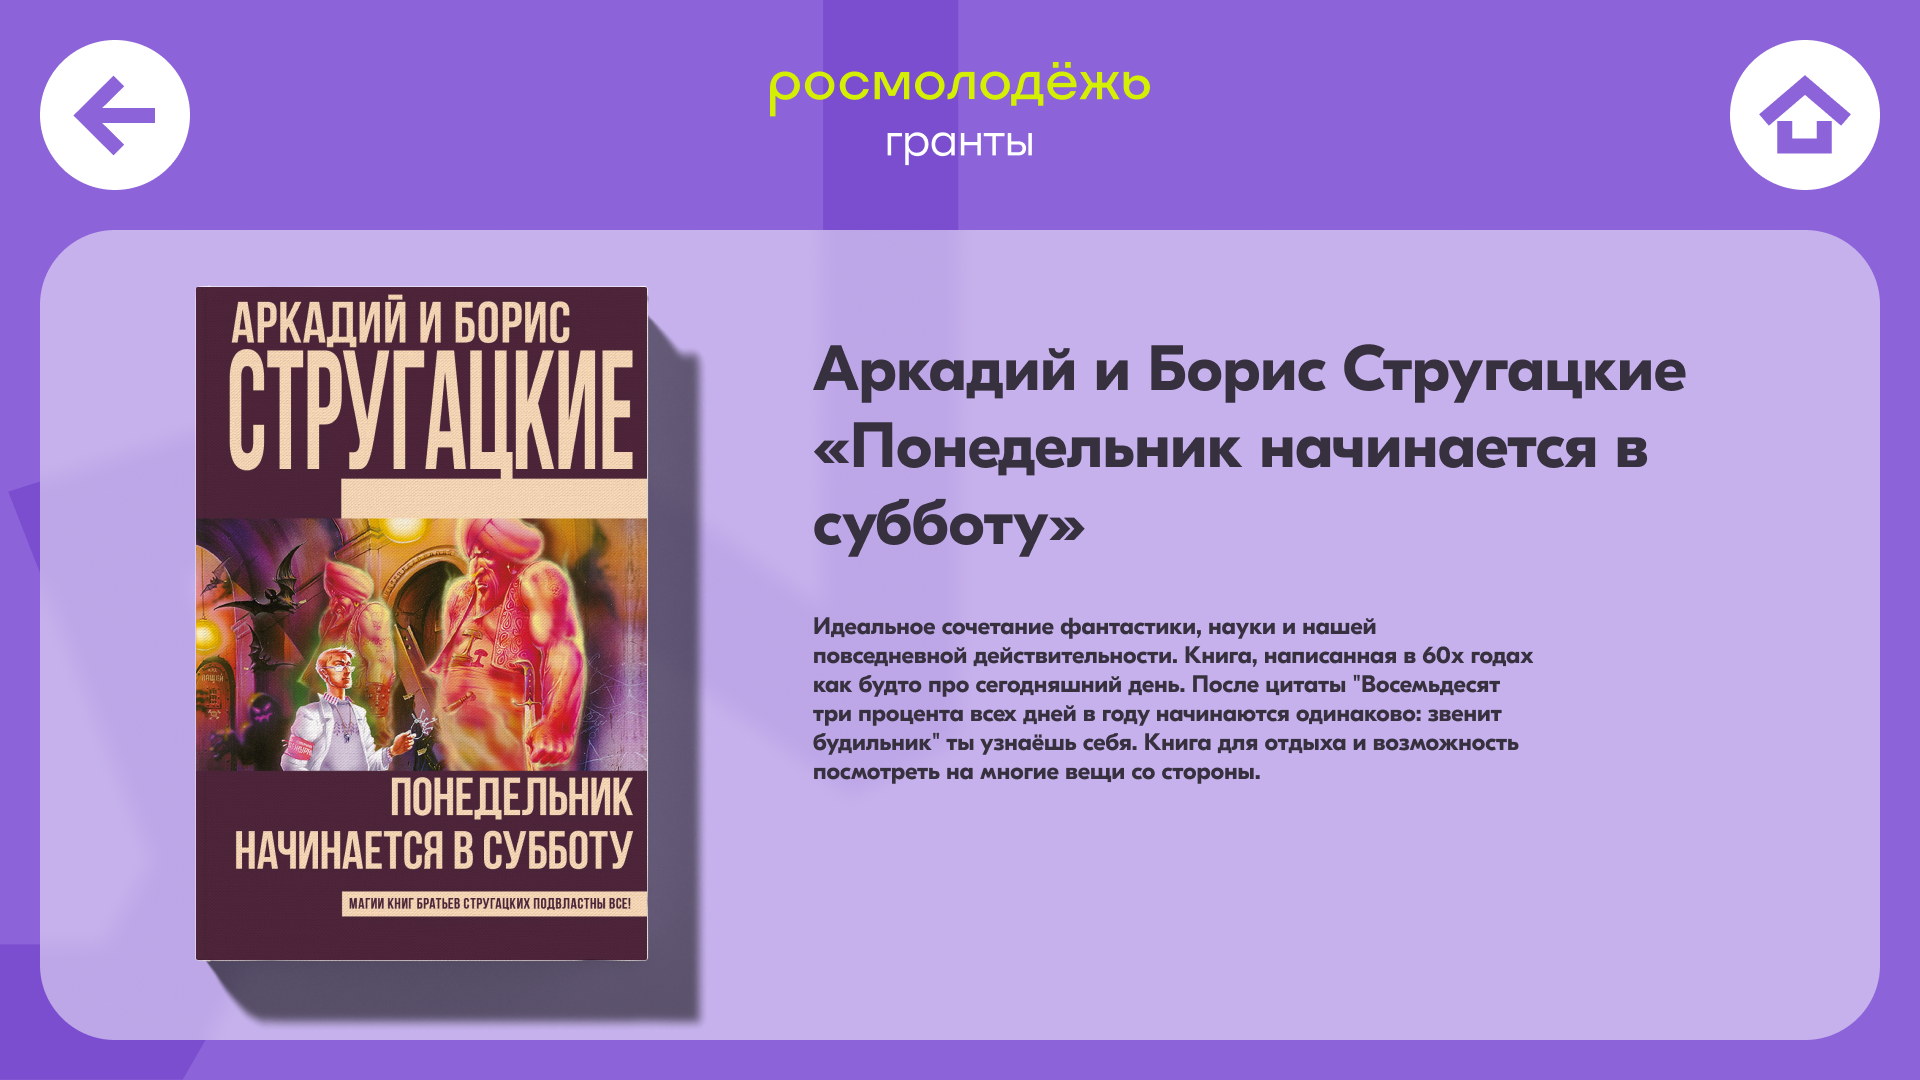 росмолодёжь
гранты
АРКАДИЙ И БОРИС
СТРУГАЦКИЕ
ПОНЕДЕЛЬНИК
НАЧИНАЕТСЯ В СУББОТУ
МАГИИ КНИГ БРАТЬЕВ СТРУГАЦКИХ ПОДВЛАСТНЫ ВСЕ!
Аркадий и Борис Стругацкие
«Понедельник начинается в
субботу»
Идеальное сочетание фантастики, науки и нашей
повседневной действительности. Книга, написанная в 60х годах
как будто про сегодняшний день. После цитаты "Восемьдесят
три процента всех дней в году начинаются одинаково: звенит
будильник" ты узнаёшь себя. Книга для отдыха и возможность
посмотреть на многие вещи со стороны.